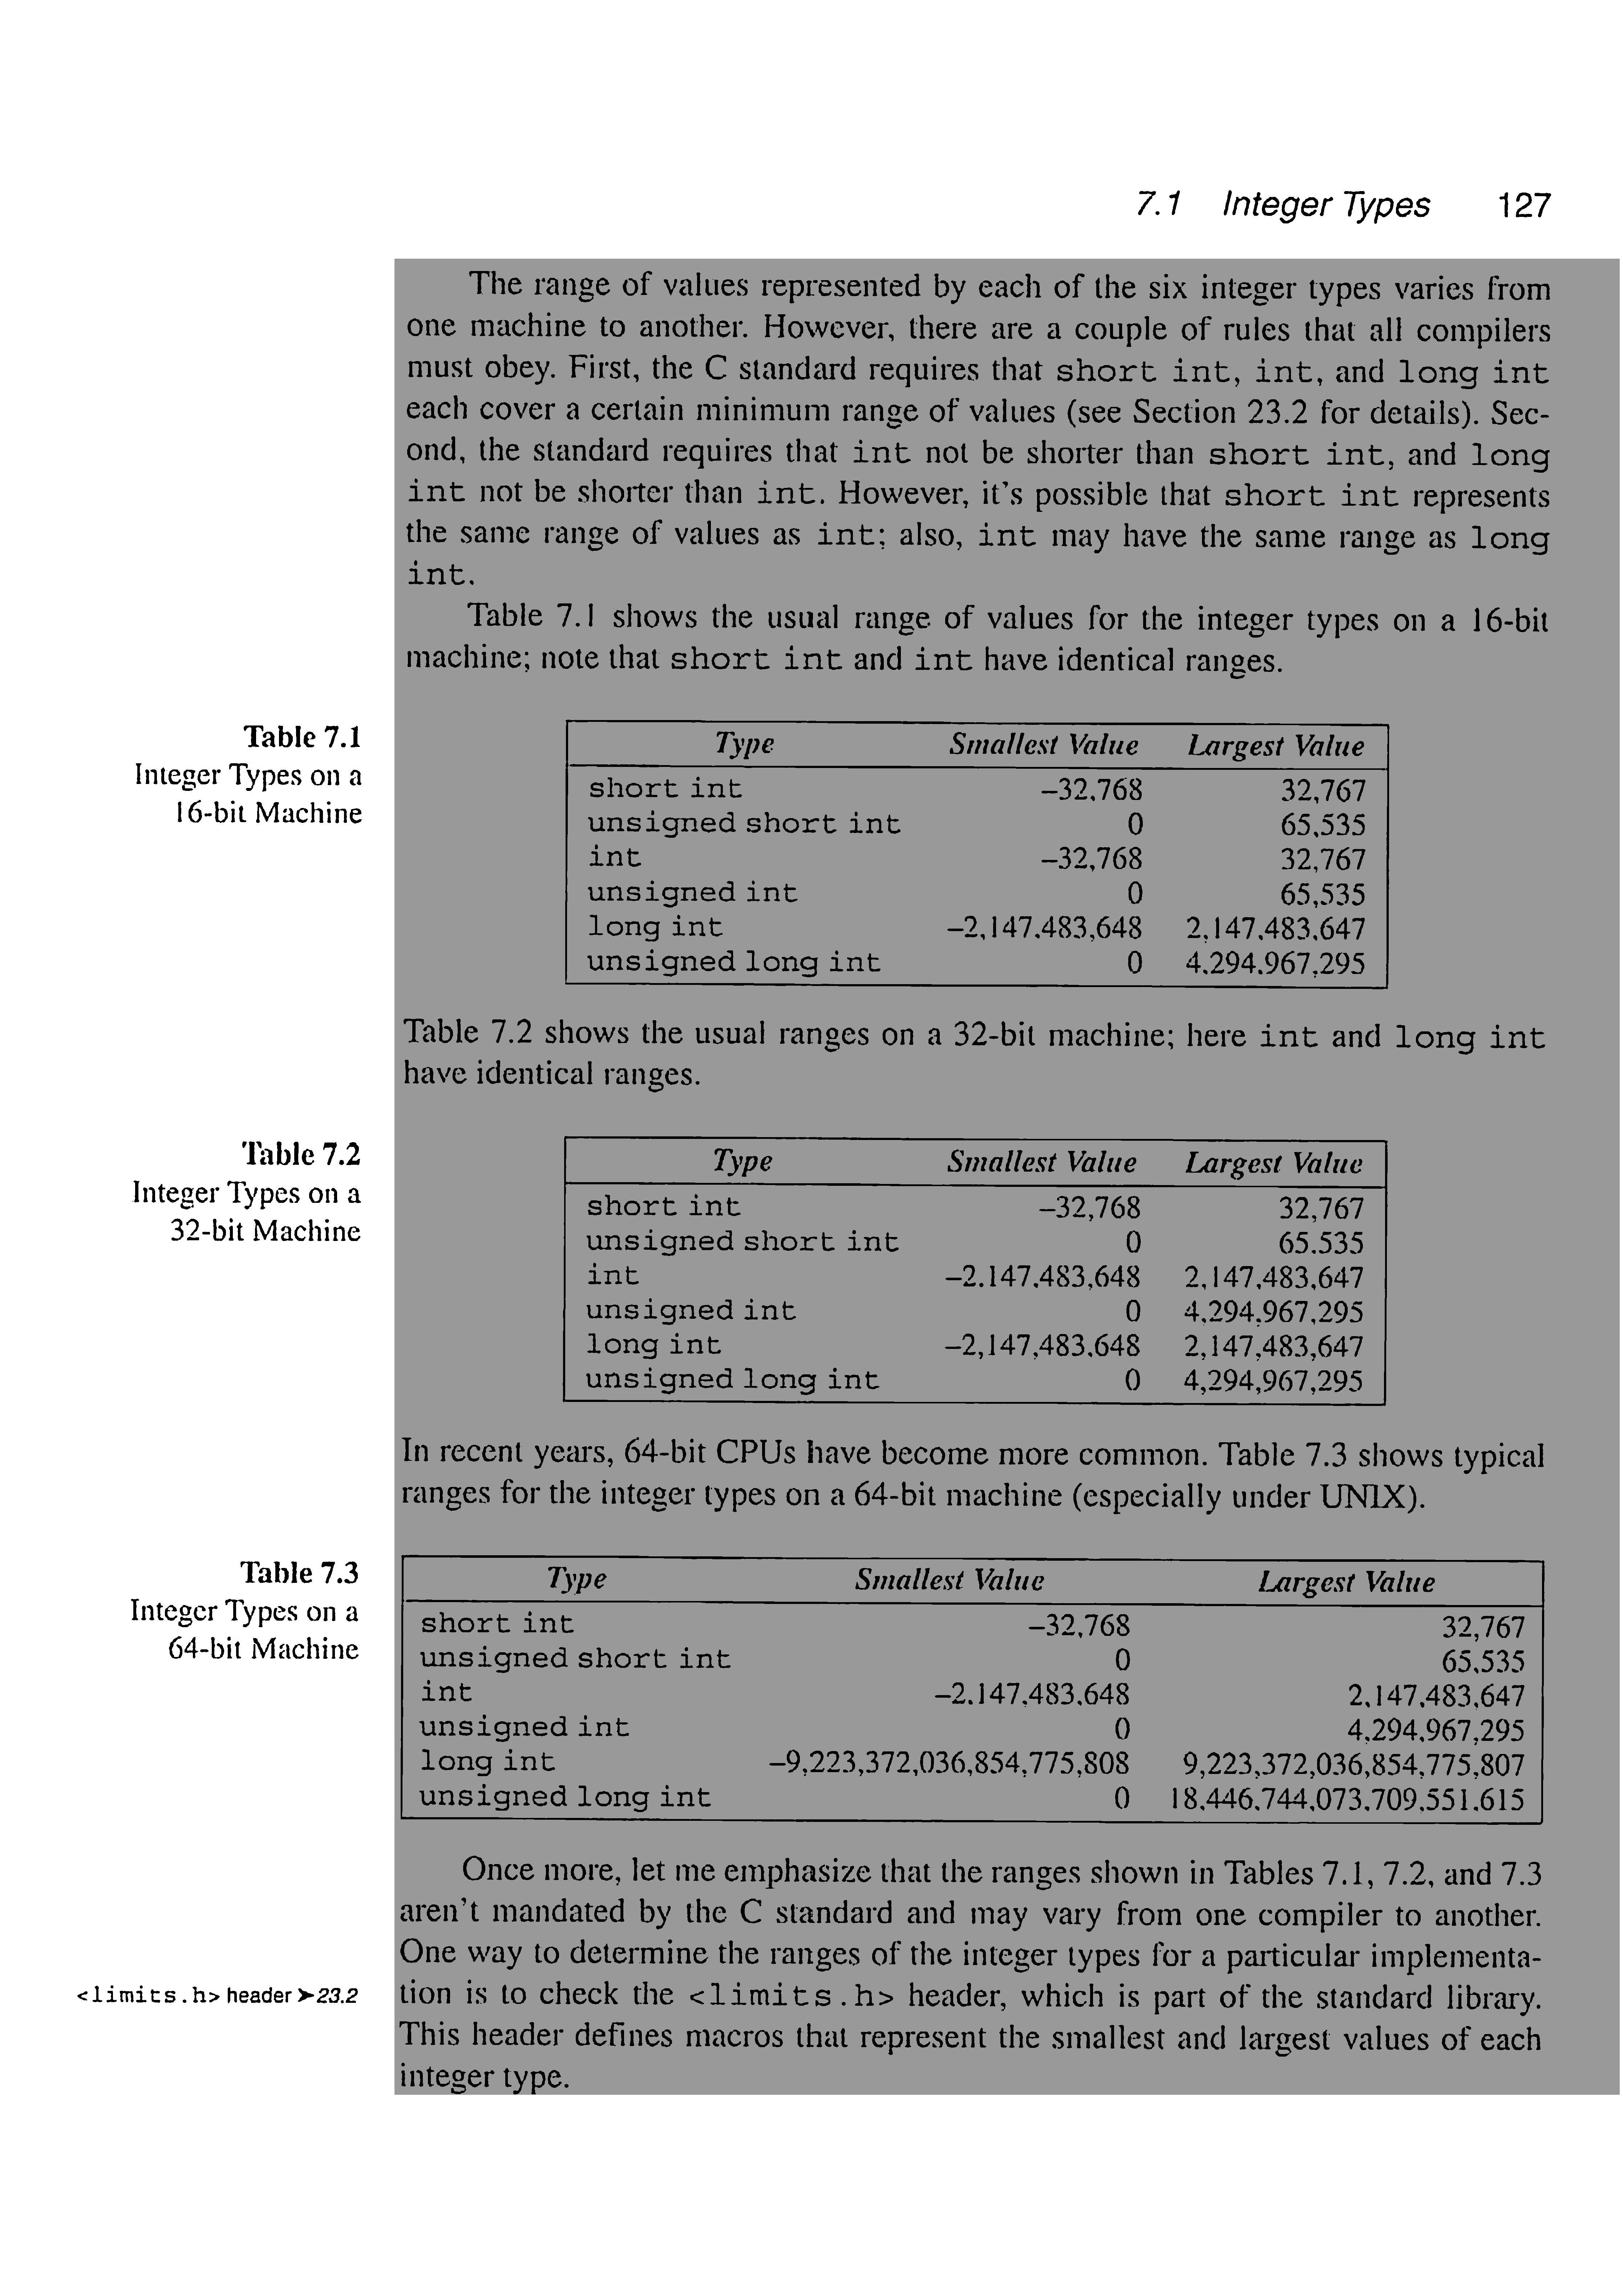 7.1 Integer Types 127
The range of values represented by each of the six integer types varies from
one machine to another. However, there are a couple of rules that all compilers
must obey. First, the C standard requires that short int, int, and long int
each cover a certain minimum range of values (see Section 23.2 for details). Sec-
ond, the standard requires that int not be shorter than short int, and long
int not be shorter than int. However, it's possible that short int represents
the same range of values as int; also, int may have the same range as long
int.
Table 7.1 shows the usual range of values for the integer types on a 16-bit
machine; note that short int and int have identical ranges.
Table 7.1
Integer Types on a
16-bit Machine
Type Smallest Value Largest Value
short int –32,768 32,767
unsigned short int 0 65,535
int –32,768 32,767
unsigned int 0 65,535
long int –2,147,483,648 2,147,483,647
unsigned long int 0 4,294,967,295
Table 7.2 shows the usual ranges on a 32-bit machine; here int and long int
have identical ranges.
Table 7.2
Integer Types on a
32-bit Machine
Type Smallest Value Largest Value
short int –32,768 32,767
unsigned short int 0 65,535
int –2,147,483,648 2,147,483,647
unsigned int 0 4,294,967,295
long int –2,147,483,648 2,147,483,647
unsigned long int 0 4,294,967,295
In recent years, 64-bit CPUs have become more common. Table 7.3 shows typical
ranges for the integer types on a 64-bit machine (especially under UNIX).
Table 7.3
Integer Types on a
64-bit Machine
Type Smallest Value Largest Value
short int –32,768 32,767
unsigned short int 0 65,535
int –2,147,483,648 2,147,483,647
unsigned int 0 4,294,967,295
long int –9,223,372,036,854,775,808 9,223,372,036,854,775,807
unsigned long int 0 18,446,744,073,709,551,615
Once more, let me emphasize that the ranges shown in Tables 7.1, 7.2, and 7.3
aren't mandated by the C standard and may vary from one compiler to another.
One way to determine the ranges of the integer types for a particular implementa-
<limits.h> header ➤23.2
tion is to check the <limits.h> header, which is part of the standard library.
This header defines macros that represent the smallest and largest values of each
integer type.